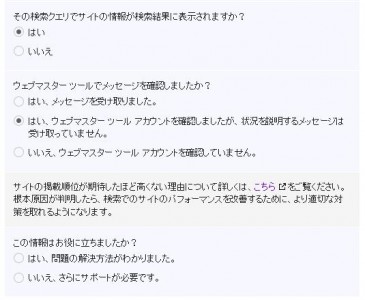 その検索クエリでサイトの情報が検索結果に表示されますか?
はい
いいえ
ウェブマスター ツールでメッセージを確認しましたか?
はい、メッセージを受け取りました。
はい、ウェブマスター ツール アカウントを確認しましたが、状況を説明するメッセージは
受け取っていません。
いいえ、ウェブマスター ツール アカウントを確認していません。
サイトの掲載順位が期待したほど高くない理由について詳しくは、こちら をご覧ください。
根本原因が判明したら、検索でのサイトのパフォーマンスを改善するために、より適切な対
策を取れるようになります。
この情報はお役に立ちましたか?
はい、問題の解決方法がわかりました。
いいえ、さらにサポートが必要です。